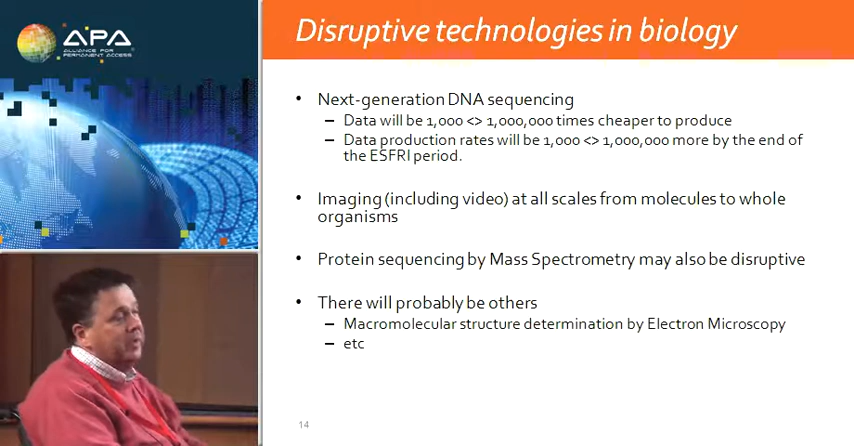 APA
ALLIANCE FOR
PERMANENT ACCESS
Disruptive technologies in biology
• Next-generation DNA sequencing
– Data will be 1,000 <> 1,000,000 times cheaper to produce
– Data production rates will be 1,000 <> 1,000,000 more by the end of
the ESFRI period.
• Imaging (including video) at all scales from molecules to whole
organisms
• Protein sequencing by Mass Spectrometry may also be disruptive
• There will probably be others
– Macromolecular structure determination by Electron Microscopy
– etc
14